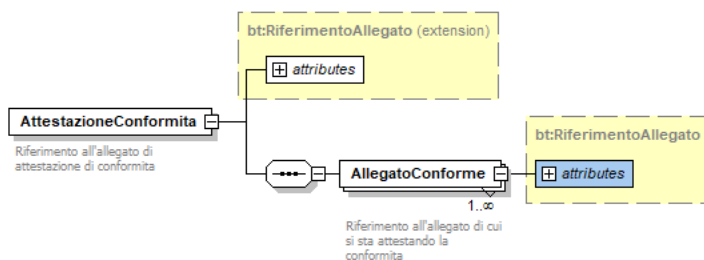 bt:RiferimentoAllegato (extension)
attributes
AttestazioneConformita
Riferimento all'allegato di
attestazione di conformita
bt:RiferimentoAllegato
AllegatoConforme
attributes
1..∞
Riferimento all'allegato di cui
si sta attestando la
conformita